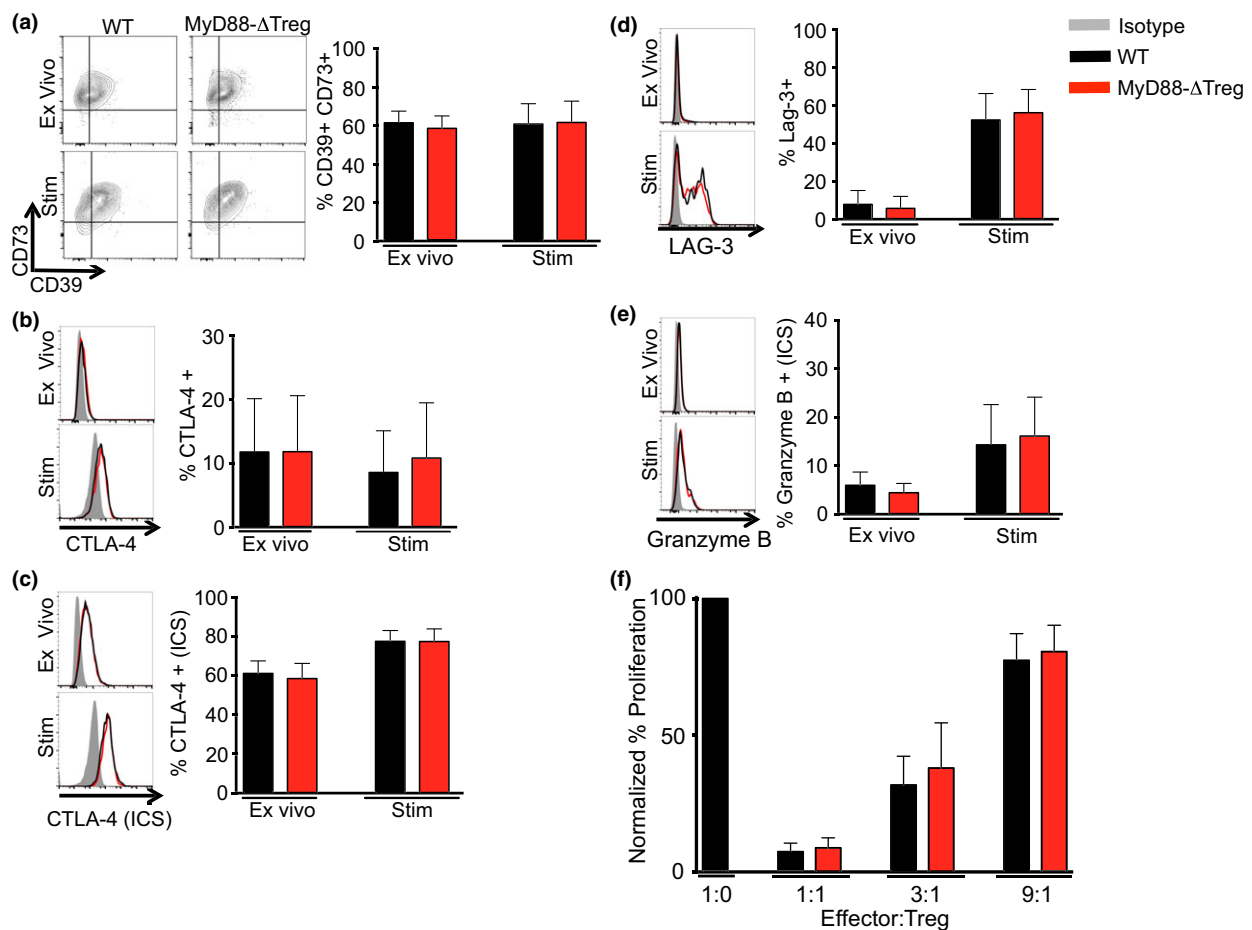 (a)
WT
MyD88-ΔTreg
Ex Vivo
Stim
CD73
CD39
% CD39+ CD73+
100
80
60
40
20
0
Ex vivo
Stim
(b)
Ex Vivo
Stim
CTLA-4
% CTLA-4 +
30
20
10
0
Ex vivo
Stim
(c)
Ex Vivo
Stim
CTLA-4 (ICS)
% CTLA-4 + (ICS)
100
80
60
40
20
0
Ex vivo
Stim
(d)
Ex Vivo
Stim
LAG-3
% Lag-3+
100
80
60
40
20
0
Ex vivo
Stim
Isotype
WT
MyD88-ΔTreg
(e)
Ex Vivo
Stim
Granzyme B
% Granzyme B + (ICS)
40
30
20
10
0
Ex vivo
Stim
(f)
Normalized % Proliferation
100
50
0
1:0
1:1
3:1
9:1
Effector:Treg